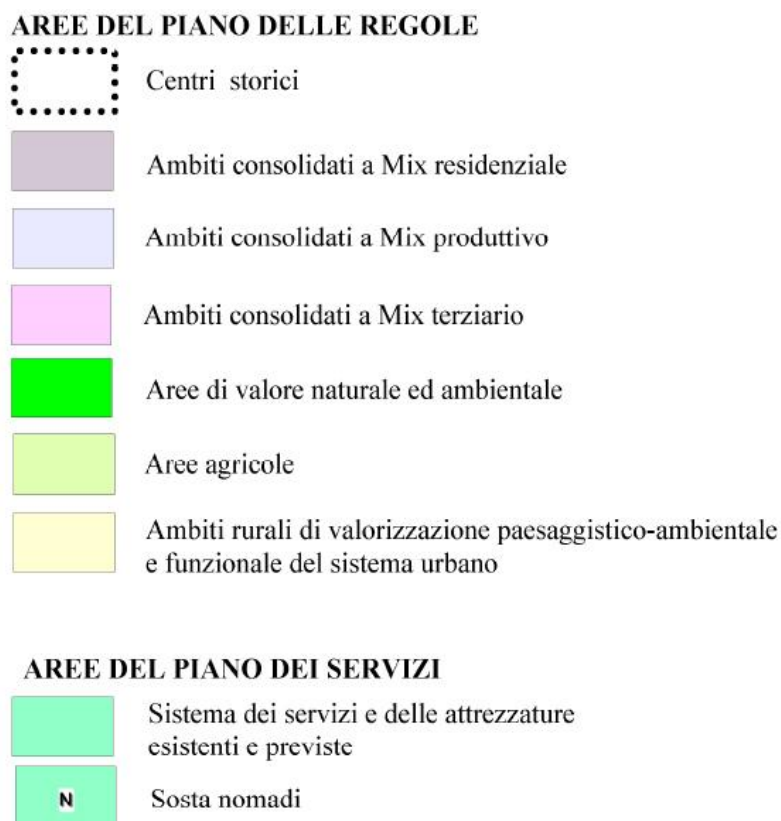 AREE DEL PIANO DELLE REGOLE
Centri storici
Ambiti consolidati a Mix residenziale
Ambiti consolidati a Mix produttivo
Ambiti consolidati a Mix terziario
Aree di valore naturale ed ambientale
Aree agricole
Ambiti rurali di valorizzazione paesaggistico-ambientale
e funzionale del sistema urbano
AREE DEL PIANO DEI SERVIZI
Sistema dei servizi e delle attrezzature
esistenti e previste
N Sosta nomadi